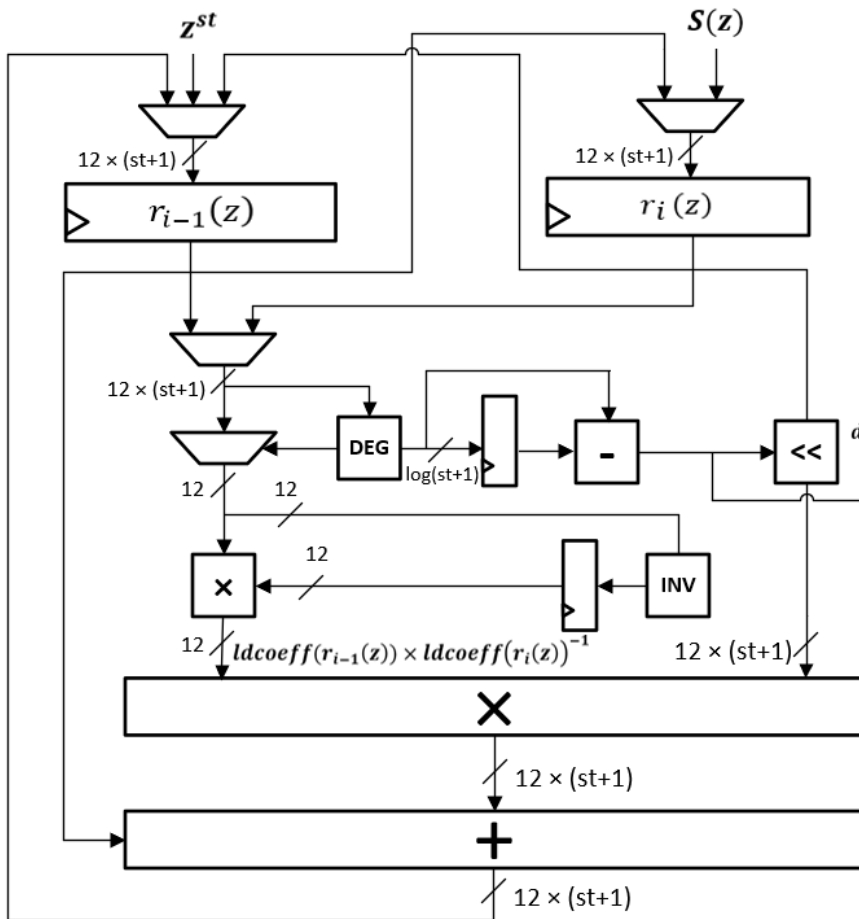 z^{st}
S(z)
12 × (st+1)
12 × (st+1)
r_{i-1}(z)
r_i(z)
12 × (st+1)
DEG
log(st+1)
-
<<
d
12
12
×
12
INV
12
ldcoeff(r_{i-1}(z)) × ldcoeff(r_i(z))^{-1}
12 × (st+1)
×
12 × (st+1)
+
12 × (st+1)